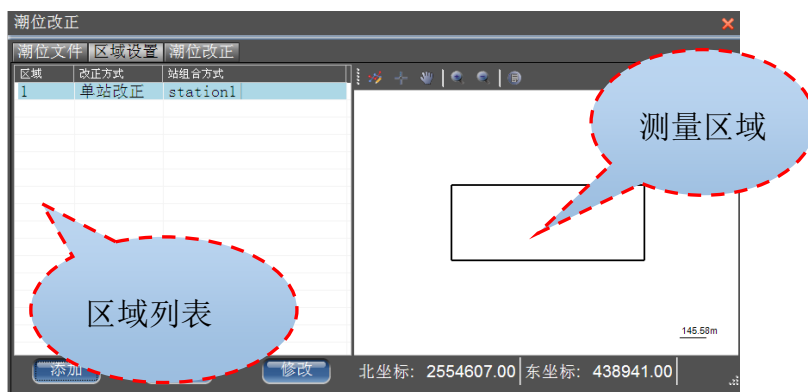 潮位改正
潮位文件 区域设置 潮位改正
区域 改正方式 站组合方式
1 单站改正 station1
测量区域
区域列表
145.58m
添加 修改 北坐标: 2554607.00 东坐标: 438941.00